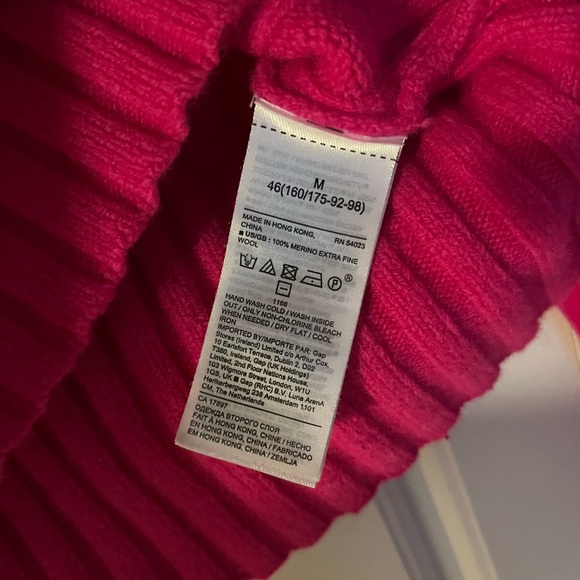 M
46(160/175-92-98)
MADE IN HONG KONG, RN 54023
CHINA
■ US/GB : 100% MERINO EXTRA FINE
WOOL
P ®
1166
HAND WASH COLD / WASH INSIDE
OUT / ONLY NON-CHLORINE BLEACH
WHEN NEEDED / DRY FLAT / COOL
IRON
IMPORTED BY/IMPORTE PAR: Gap
Stores (Ireland) Limited c/o Arthur Cox,
10 Earlsfort Terrace, Dublin 2, D02
T380, Ireland, Gap (UK Holdings)
Limited, 2nd Floor Nations House,
103 Wigmore Street, London, W1U
1QS, UK ■ Gap (RHC) B.V. Luna ArenA
Herikerbergweg 238 Amsterdam 1101
CM, The Netherlands
CA 17897
ОДЕЖДА ВТОРОГО СЛОЯ
FAIT À HONG KONG, CHINE / HECHO
EN HONG KONG, CHINA / FABRICADO
EM HONG KONG, CHINA / ZEMLJA